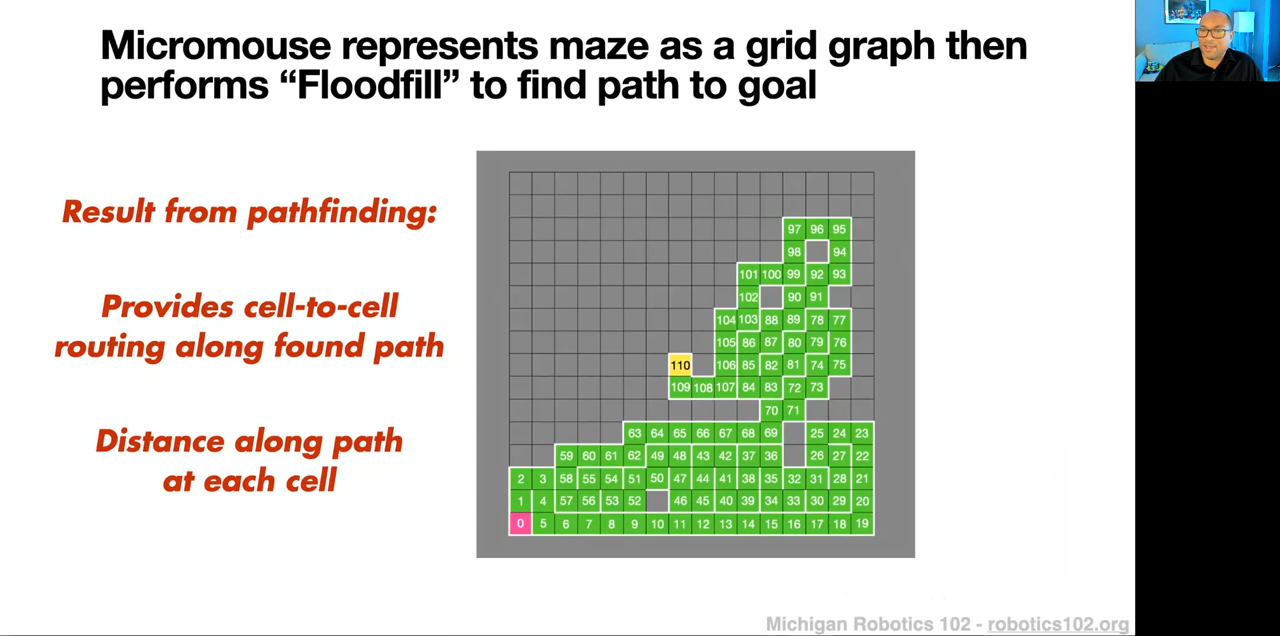 Micromouse represents maze as a grid graph then
performs “Floodfill” to find path to goal
Result from pathfinding:
Provides cell-to-cell
routing along found path
Distance along path
at each cell
97 96 95
98 94
101 100 99 92 93
102 90 91
104 103 88 89 78 77
105 86 87 80 79 76
110 106 85 82 81 74 75
109 108 107 84 83 72 73
70 71
63 64 65 66 67 68 69 25 24 23
59 60 61 62 49 48 43 42 37 36 26 27 22
2 3 58 55 54 51 50 47 44 41 38 35 32 31 28 21
1 4 57 56 53 52 46 45 40 39 34 33 30 29 20
0 5 6 7 8 9 10 11 12 13 14 15 16 17 18 19
Michigan Robotics 102 - robotics102.org